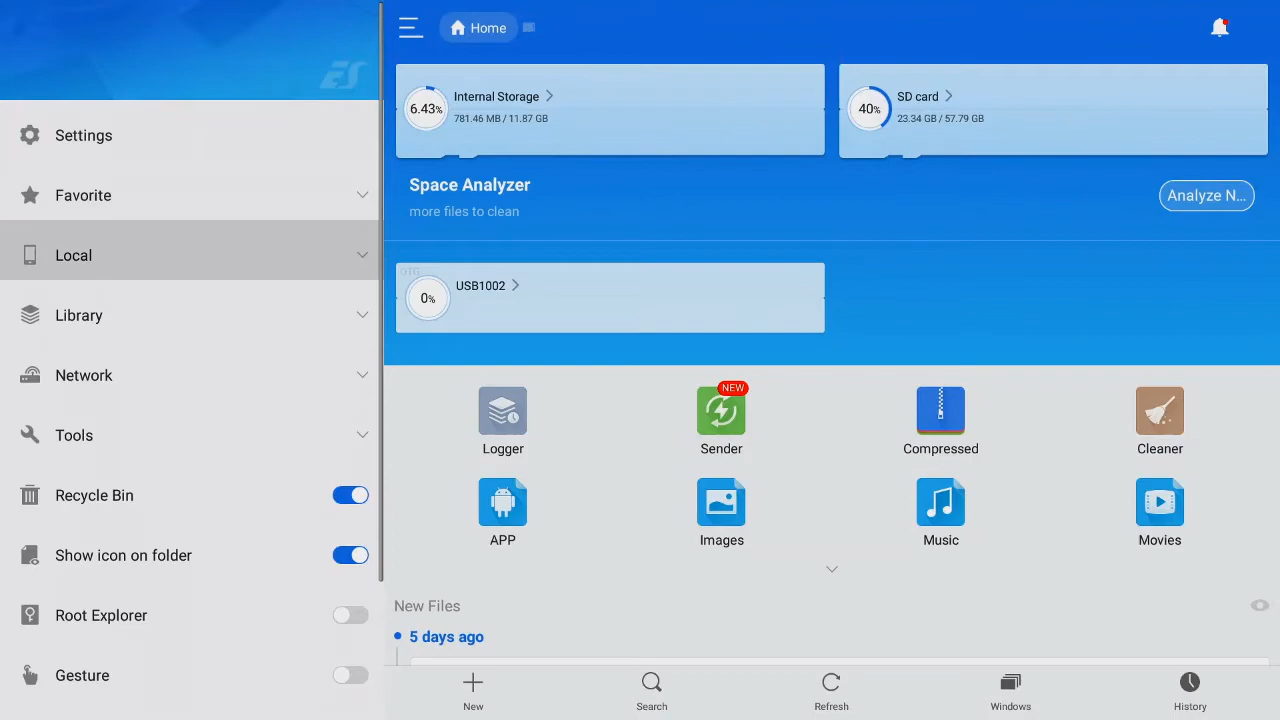 ES
Settings
Favorite
Local
Library
Network
Tools
Recycle Bin
Show icon on folder
Root Explorer
Gesture
Home
6.43%
Internal Storage
781.46 MB / 11.87 GB
40%
SD card
23.34 GB / 57.79 GB
Space Analyzer
more files to clean
Analyze N...
OTG
0%
USB1002
Logger
NEW
Sender
Compressed
Cleaner
APP
Images
Music
Movies
New Files
5 days ago
New
Search
Refresh
Windows
History